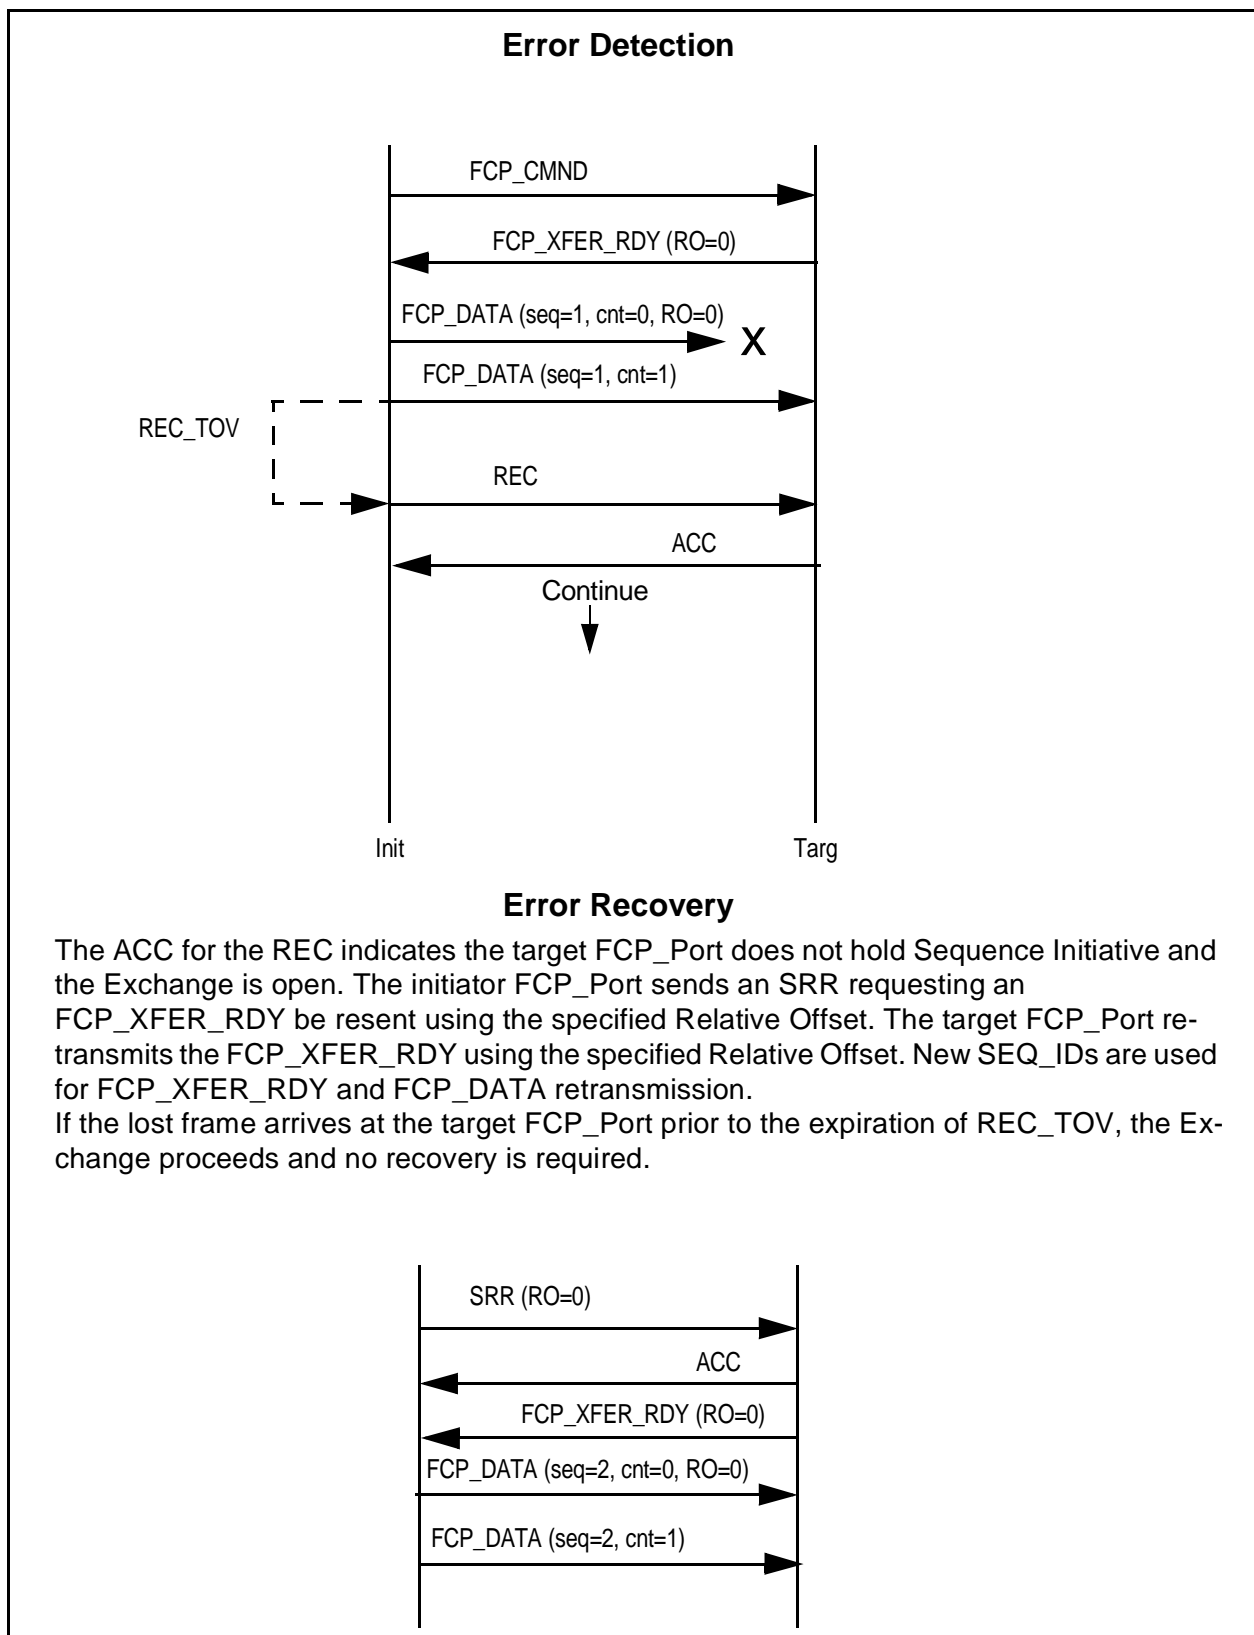 Error Detection
FCP_CMND
FCP_XFER_RDY (RO=0)
FCP_DATA (seq=1, cnt=0, RO=0)
X
FCP_DATA (seq=1, cnt=1)
REC_TOV
REC
ACC
Continue
Init
Targ
Error Recovery
The ACC for the REC indicates the target FCP_Port does not hold Sequence Initiative and
the Exchange is open. The initiator FCP_Port sends an SRR requesting an
FCP_XFER_RDY be resent using the specified Relative Offset. The target FCP_Port re-
transmits the FCP_XFER_RDY using the specified Relative Offset. New SEQ_IDs are used
for FCP_XFER_RDY and FCP_DATA retransmission.
If the lost frame arrives at the target FCP_Port prior to the expiration of REC_TOV, the Ex-
change proceeds and no recovery is required.
SRR (RO=0)
ACC
FCP_XFER_RDY (RO=0)
FCP_DATA (seq=2, cnt=0, RO=0)
FCP_DATA (seq=2, cnt=1)